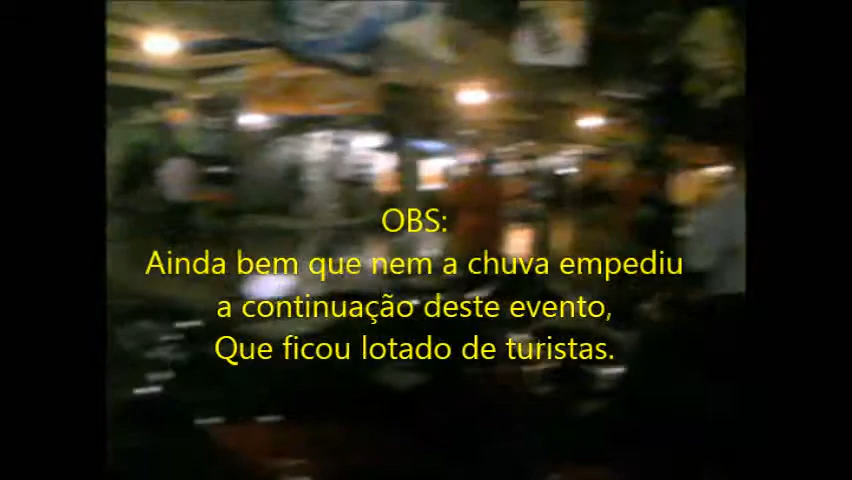 OBS:
Ainda bem que nem a chuva empediu
a continuação deste evento,
Que ficou lotado de turistas.